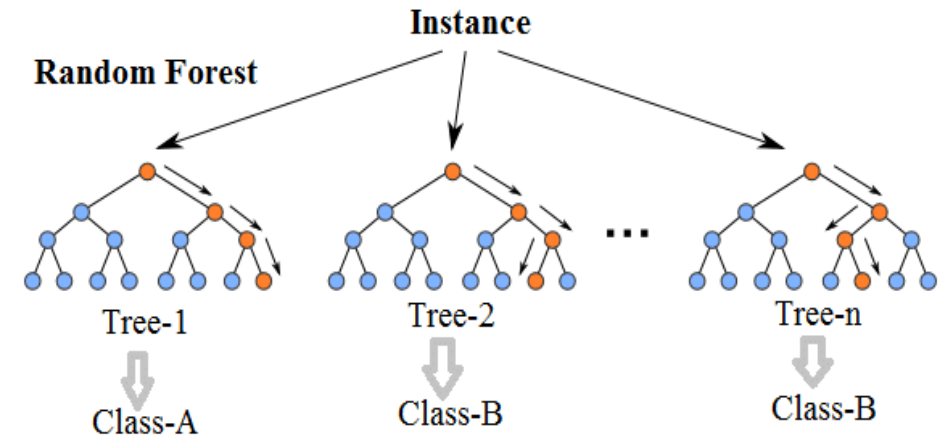 Instance
Random Forest
...
Tree-1
Tree-2
Tree-n
Class-A
Class-B
Class-B